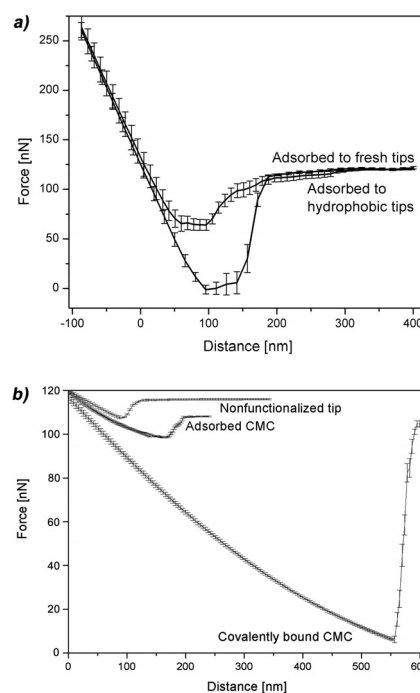 a)
250
200
150
100
50
0
Force [nN]
Adsorbed to fresh tips
Adsorbed to
hydrophobic tips
-100 0 100 200 300 400
Distance [nm]
b)
120
100
80
60
40
20
0
Force [nN]
Nonfunctionalized tip
Adsorbed CMC
Covalently bound CMC
0 100 200 300 400 500 600
Distance [nm]